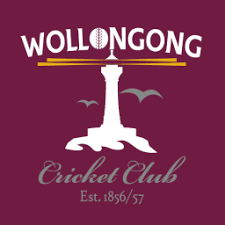 WOLLONGONG
Cricket Club
Est. 1856/57